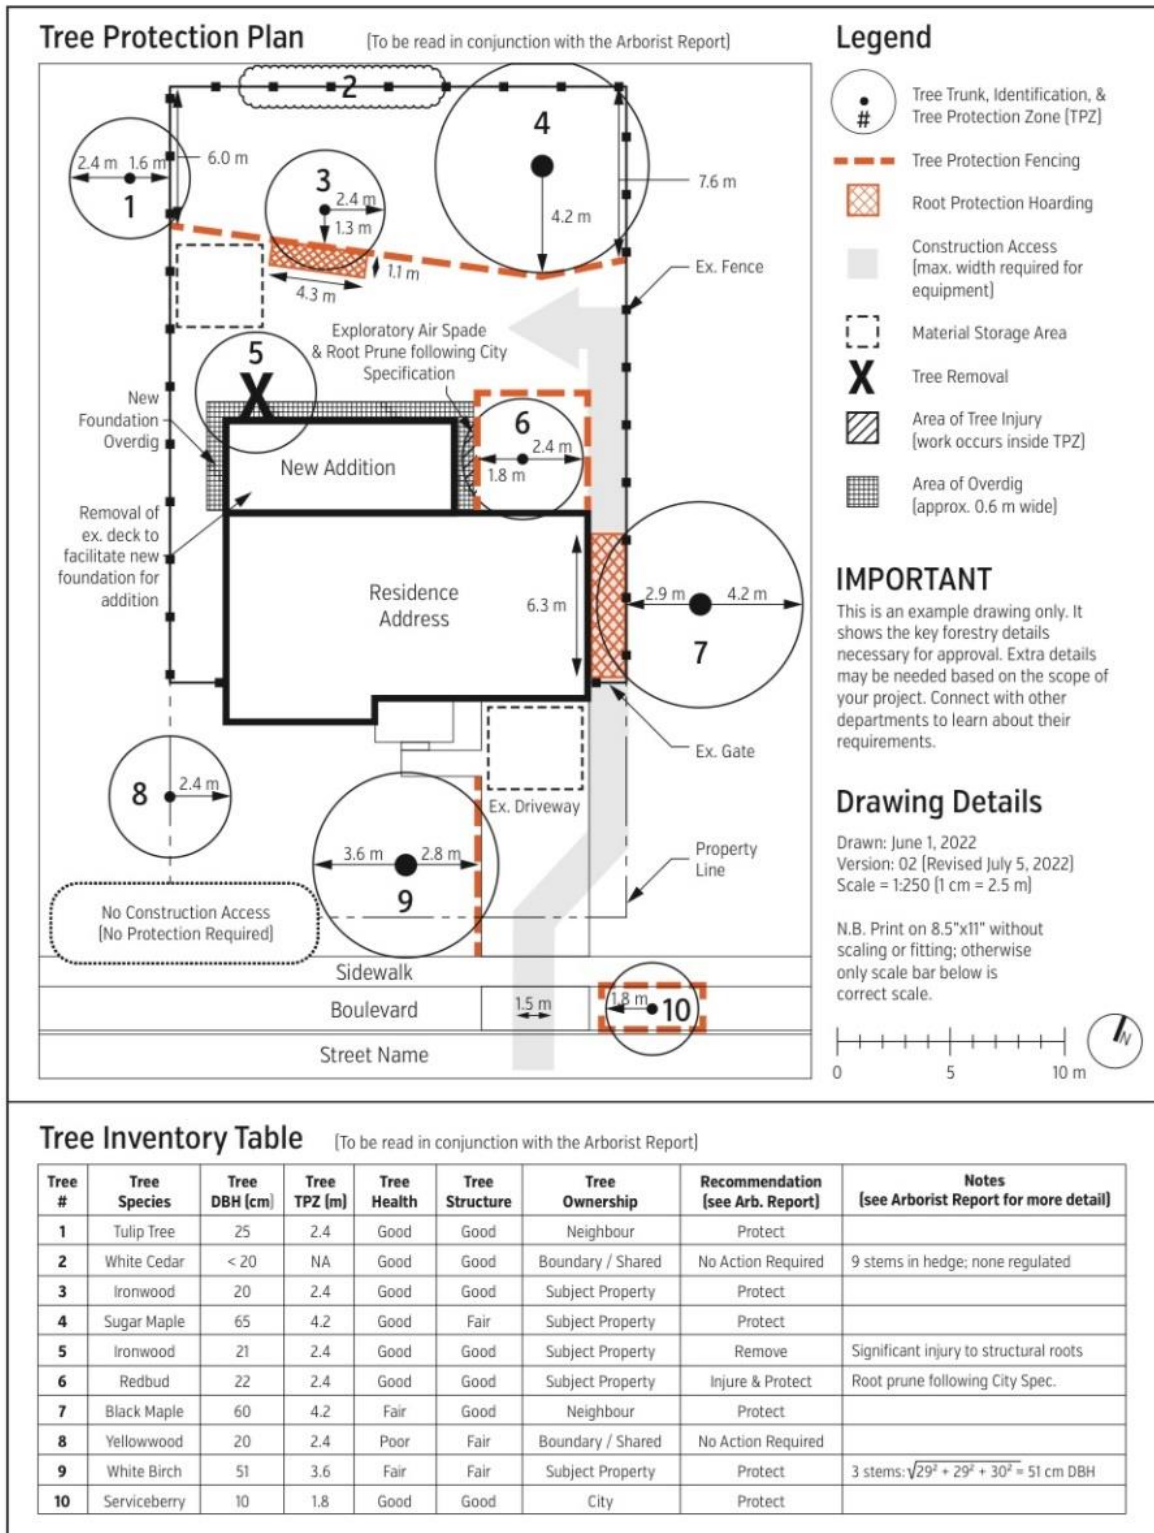 Tree Protection Plan (To be read in conjunction with the Arborist Report)
2
4
2.4 m 1.6 m
6.0 m
1
3
2.4 m
1.3 m
7.6 m
4.2 m
1.1 m
4.3 m
Ex. Fence
Exploratory Air Spade
& Root Prune following City
Specification
5
X
New
Foundation
Overdig
6
2.4 m
1.8 m
New Addition
Removal of
ex. deck to
facilitate new
foundation for
addition
Residence
Address
6.3 m
2.9 m 4.2 m
7
Ex. Gate
8
2.4 m
Ex. Driveway
3.6 m 2.8 m
9
Property
Line
No Construction Access
(No Protection Required)
Sidewalk
Boulevard
1.5 m
1.8 m
10
Street Name
Legend
#
Tree Trunk, Identification, &
Tree Protection Zone (TPZ)
Tree Protection Fencing
Root Protection Hoarding
Construction Access
(max. width required for
equipment)
Material Storage Area
X Tree Removal
Area of Tree Injury
(work occurs inside TPZ)
Area of Overdig
(approx. 0.6 m wide)
IMPORTANT
This is an example drawing only. It
shows the key forestry details
necessary for approval. Extra details
may be needed based on the scope of
your project. Connect with other
departments to learn about their
requirements.
Drawing Details
Drawn: June 1, 2022
Version: 02 (Revised July 5, 2022)
Scale = 1:250 (1 cm = 2.5 m)
N.B. Print on 8.5"x11" without
scaling or fitting; otherwise
only scale bar below is
correct scale.
0 5 10 m
N
Tree Inventory Table (To be read in conjunction with the Arborist Report)
Tree # Tree Species Tree DBH (cm) Tree TPZ (m) Tree Health Tree Structure Tree Ownership Recommendation (see Arb. Report) Notes (see Arborist Report for more detail)
1 Tulip Tree 25 2.4 Good Good Neighbour Protect
2 White Cedar < 20 NA Good Good Boundary / Shared No Action Required 9 stems in hedge; none regulated
3 Ironwood 20 2.4 Good Good Subject Property Protect
4 Sugar Maple 65 4.2 Good Fair Subject Property Protect
5 Ironwood 21 2.4 Good Good Subject Property Remove Significant injury to structural roots
6 Redbud 22 2.4 Good Good Subject Property Injure & Protect Root prune following City Spec.
7 Black Maple 60 4.2 Fair Good Neighbour Protect
8 Yellowwood 20 2.4 Poor Fair Boundary / Shared No Action Required
9 White Birch 51 3.6 Fair Fair Subject Property Protect 3 stems: √29² + 29² + 30² = 51 cm DBH
10 Serviceberry 10 1.8 Good Good City Protect